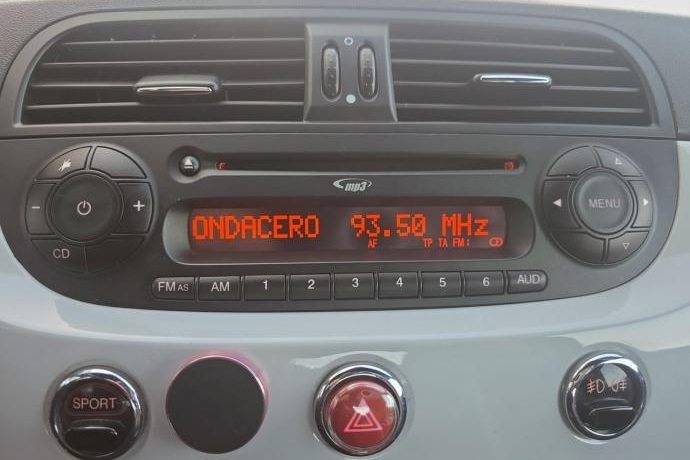 mp3
ONDACERO 93.50 MHz
AF TP TA FM:
MENU
CD
FM AS AM 1 2 3 4 5 6 AUD
SPORT